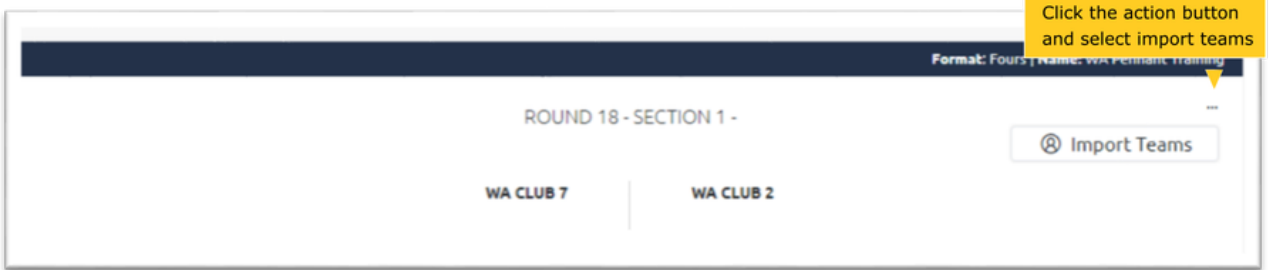 Click the action button
and select import teams
Format: Fours | Name: WA Pennant Training
ROUND 18 - SECTION 1 -
...
Import Teams
WA CLUB 7
WA CLUB 2